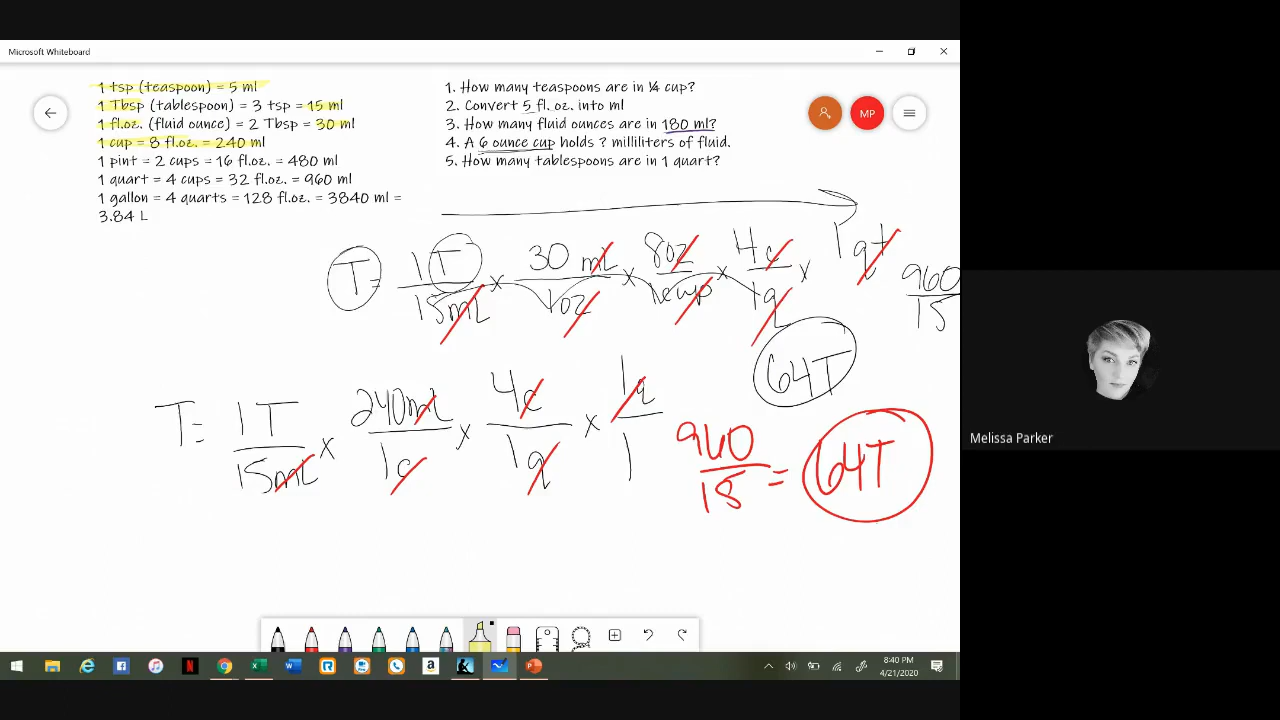 Microsoft Whiteboard
1 tsp (teaspoon) = 5 ml
1 Tbsp (tablespoon) = 3 tsp = 15 ml
1 fl.oz. (fluid ounce) = 2 Tbsp = 30 ml
1 cup = 8 fl.oz. = 240 ml
1 pint = 2 cups = 16 fl.oz. = 480 ml
1 quart = 4 cups = 32 fl.oz. = 960 ml
1 gallon = 4 quarts = 128 fl.oz. = 3840 ml =
3.84 L
1. How many teaspoons are in ¼ cup?
2. Convert 5 fl. oz. into ml
3. How many fluid ounces are in 180 ml?
4. A 6 ounce cup holds ? milliliters of fluid.
5. How many tablespoons are in 1 quart?
MP
T = 1T/15mL × 30 mL/1oz × 8oz/1cup × 4c/1q × 1qt 960/15
64T
T = 1T/15mL × 240mL/1c × 4c/1q × 1q/1 960/15 = 64T
Melissa Parker
8:40 PM
4/21/2020